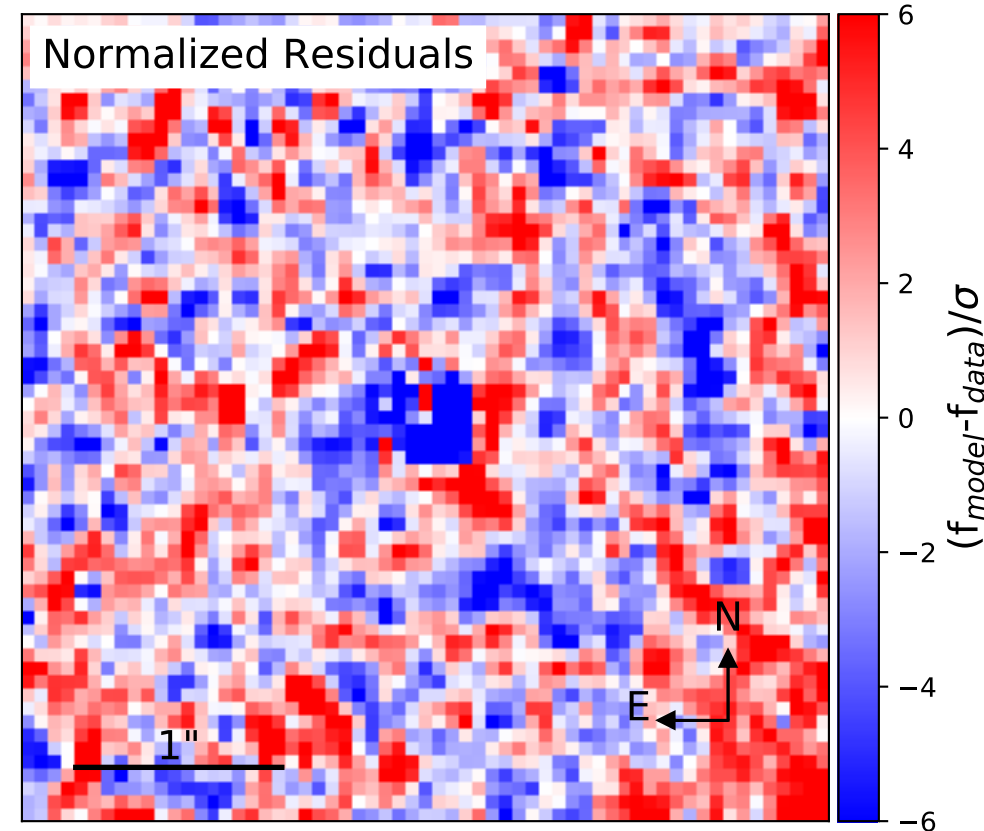 Normalized Residuals
6
4
2
0
−2
−4
−6
(f_model-f_data)/σ
N
E
1"